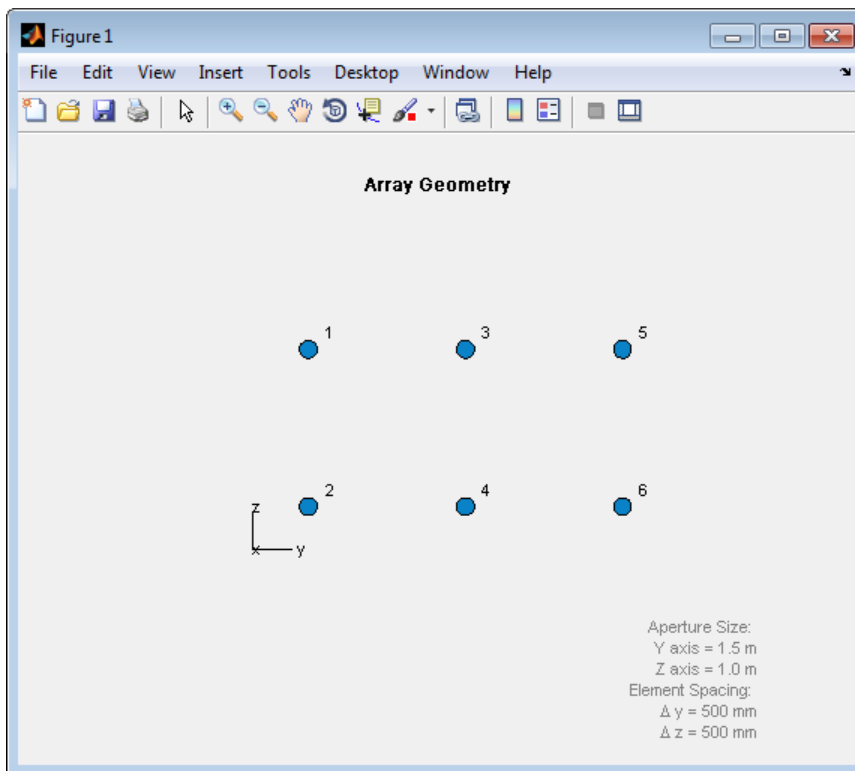 Figure 1
File Edit View Insert Tools Desktop Window Help
Array Geometry
1 3 5
2 4 6
z
x y
Aperture Size:
Y axis = 1.5 m
Z axis = 1.0 m
Element Spacing:
Δ y = 500 mm
Δ z = 500 mm